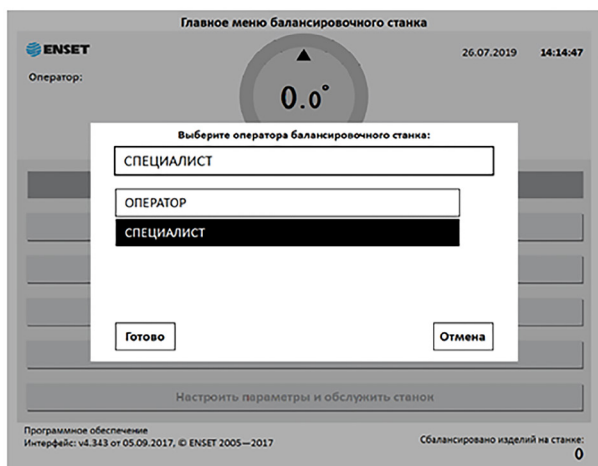 Главное меню балансировочного станка
ENSET
26.07.2019 14:14:47
Оператор:
0.0°
Выберите оператора балансировочного станка:
СПЕЦИАЛИСТ
ОПЕРАТОР
СПЕЦИАЛИСТ
Готово
Отмена
Настроить параметры и обслужить станок
Программное обеспечение
Интерфейс: v4.343 от 05.09.2017, © ENSET 2005—2017
Сбалансировано изделий на станке:
0